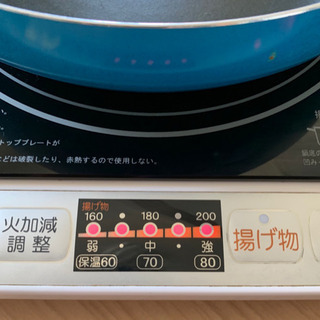 トッププレートが
どは破裂したり、赤熱するので使用しない。
揚げ物
160 ・ 180 ・ 200
弱 ・ 中 ・ 強
保温60 70 80
火加減
調整
揚げ物